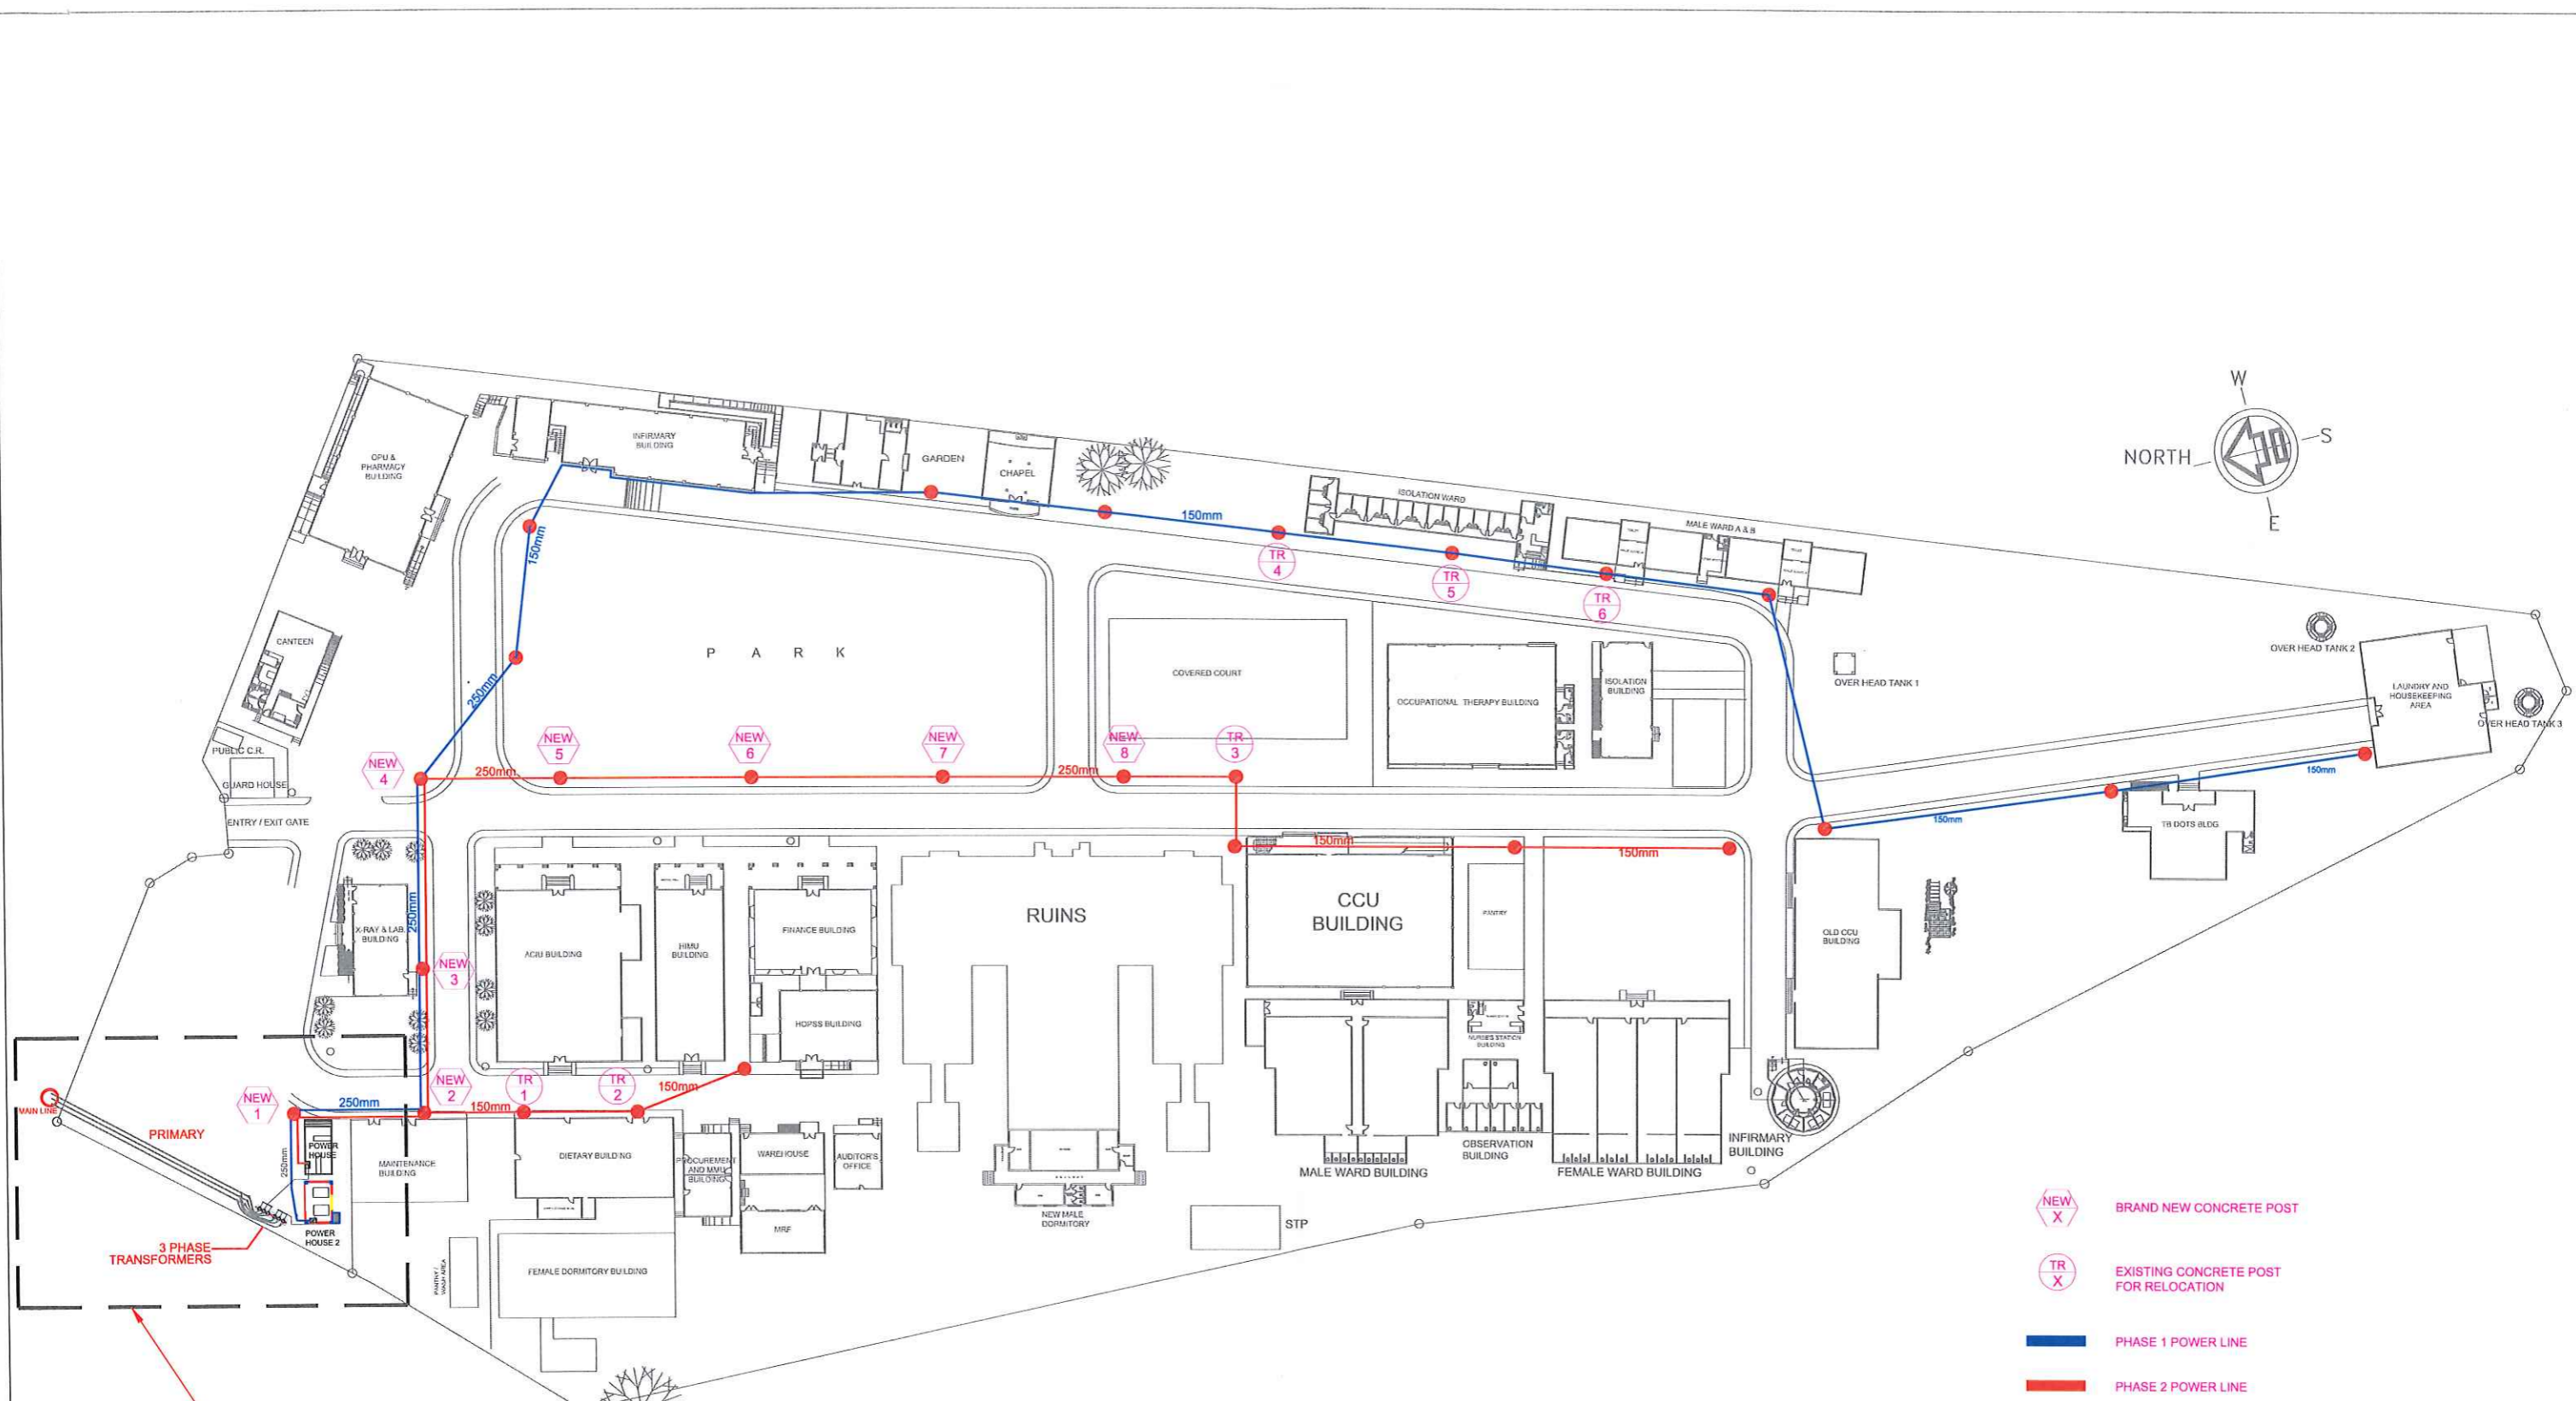 W
S
NORTH
E
INFIRMARY
BUILDING
GARDEN
CHAPEL
OPU &
PHARMACY
BUILDING
ISOLATION WARD
MALE WARD A & B
150mm
150mm
TR
4
TR
5
TR
6
CANTEEN
P A R K
COVERED COURT
OCCUPATIONAL THERAPY BUILDING
ISOLATION
BUILDING
OVER HEAD TANK 1
OVER HEAD TANK 2
LAUNDRY AND
HOUSEKEEPING
AREA
OVER HEAD TANK 3
250mm
PUBLIC C.R.
GUARD HOUSE
ENTRY / EXIT GATE
NEW
4
NEW
5
NEW
6
NEW
7
NEW
8
TR
3
250mm
250mm
150mm
150mm
150mm
150mm
TB DOTS BLDG
X-RAY & LAB.
BUILDING
250mm
NEW
3
ACIU BUILDING
HIMU
BUILDING
FINANCE BUILDING
HOPSS BUILDING
RUINS
CCU
BUILDING
PANTRY
OLD CCU
BUILDING
NURSES STATION
BUILDING
MAIN LINE
PRIMARY
NEW
1
250mm
NEW
2
150mm
TR
1
TR
2
150mm
250mm
POWER
HOUSE
POWER
HOUSE 2
3 PHASE
TRANSFORMERS
MAINTENANCE
BUILDING
DIETARY BUILDING
PROCUREMENT
AND MMU
BUILDING
WAREHOUSE
AUDITOR'S
OFFICE
MRF
PANTRY /
WASH AREA
FEMALE DORMITORY BUILDING
NEW MALE
DORMITORY
STP
MALE WARD BUILDING
OBSERVATION
BUILDING
FEMALE WARD BUILDING
INFIRMARY
BUILDING
NEW
X
BRAND NEW CONCRETE POST
TR
X
EXISTING CONCRETE POST
FOR RELOCATION
PHASE 1 POWER LINE
PHASE 2 POWER LINE